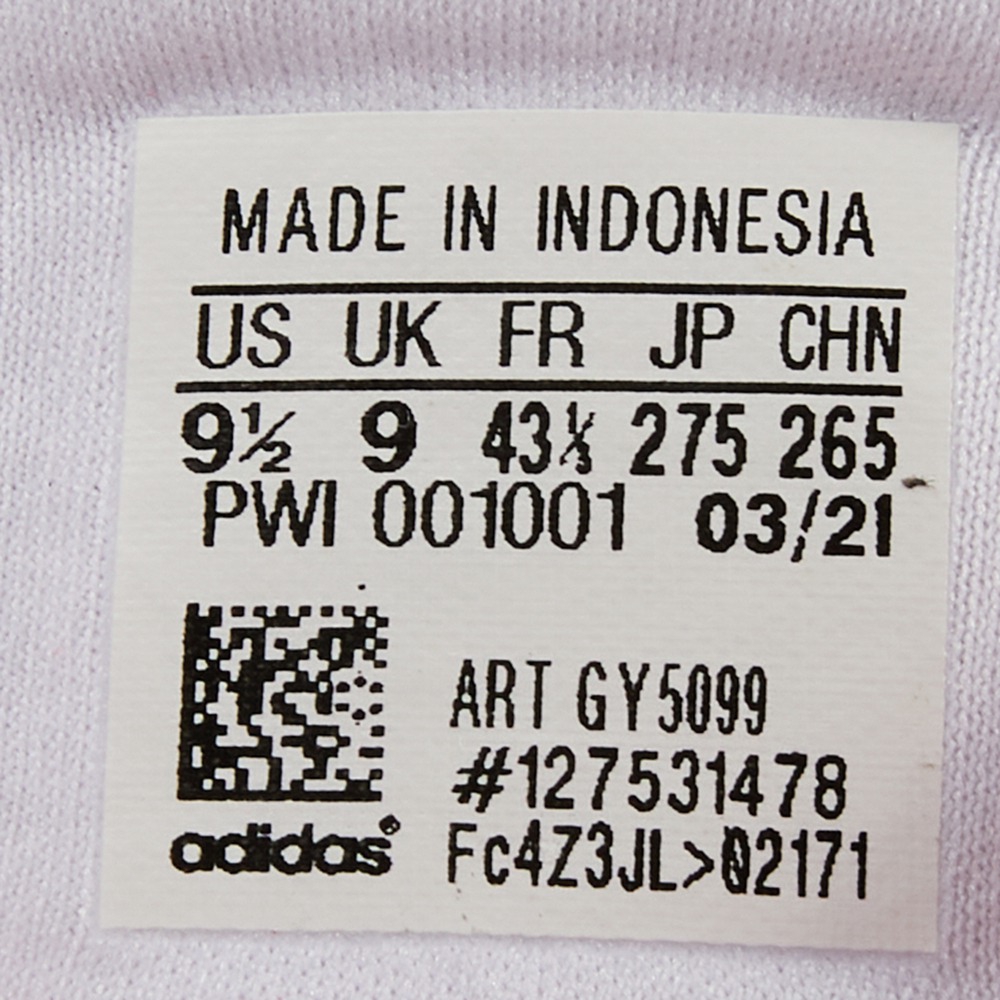 MADE IN INDONESIA
US UK FR JP CHN
9½ 9 43⅓ 275 265
PWI 001001 03/21
ART GY5099
#127531478
adidas®
Fc4Z3JL>02171